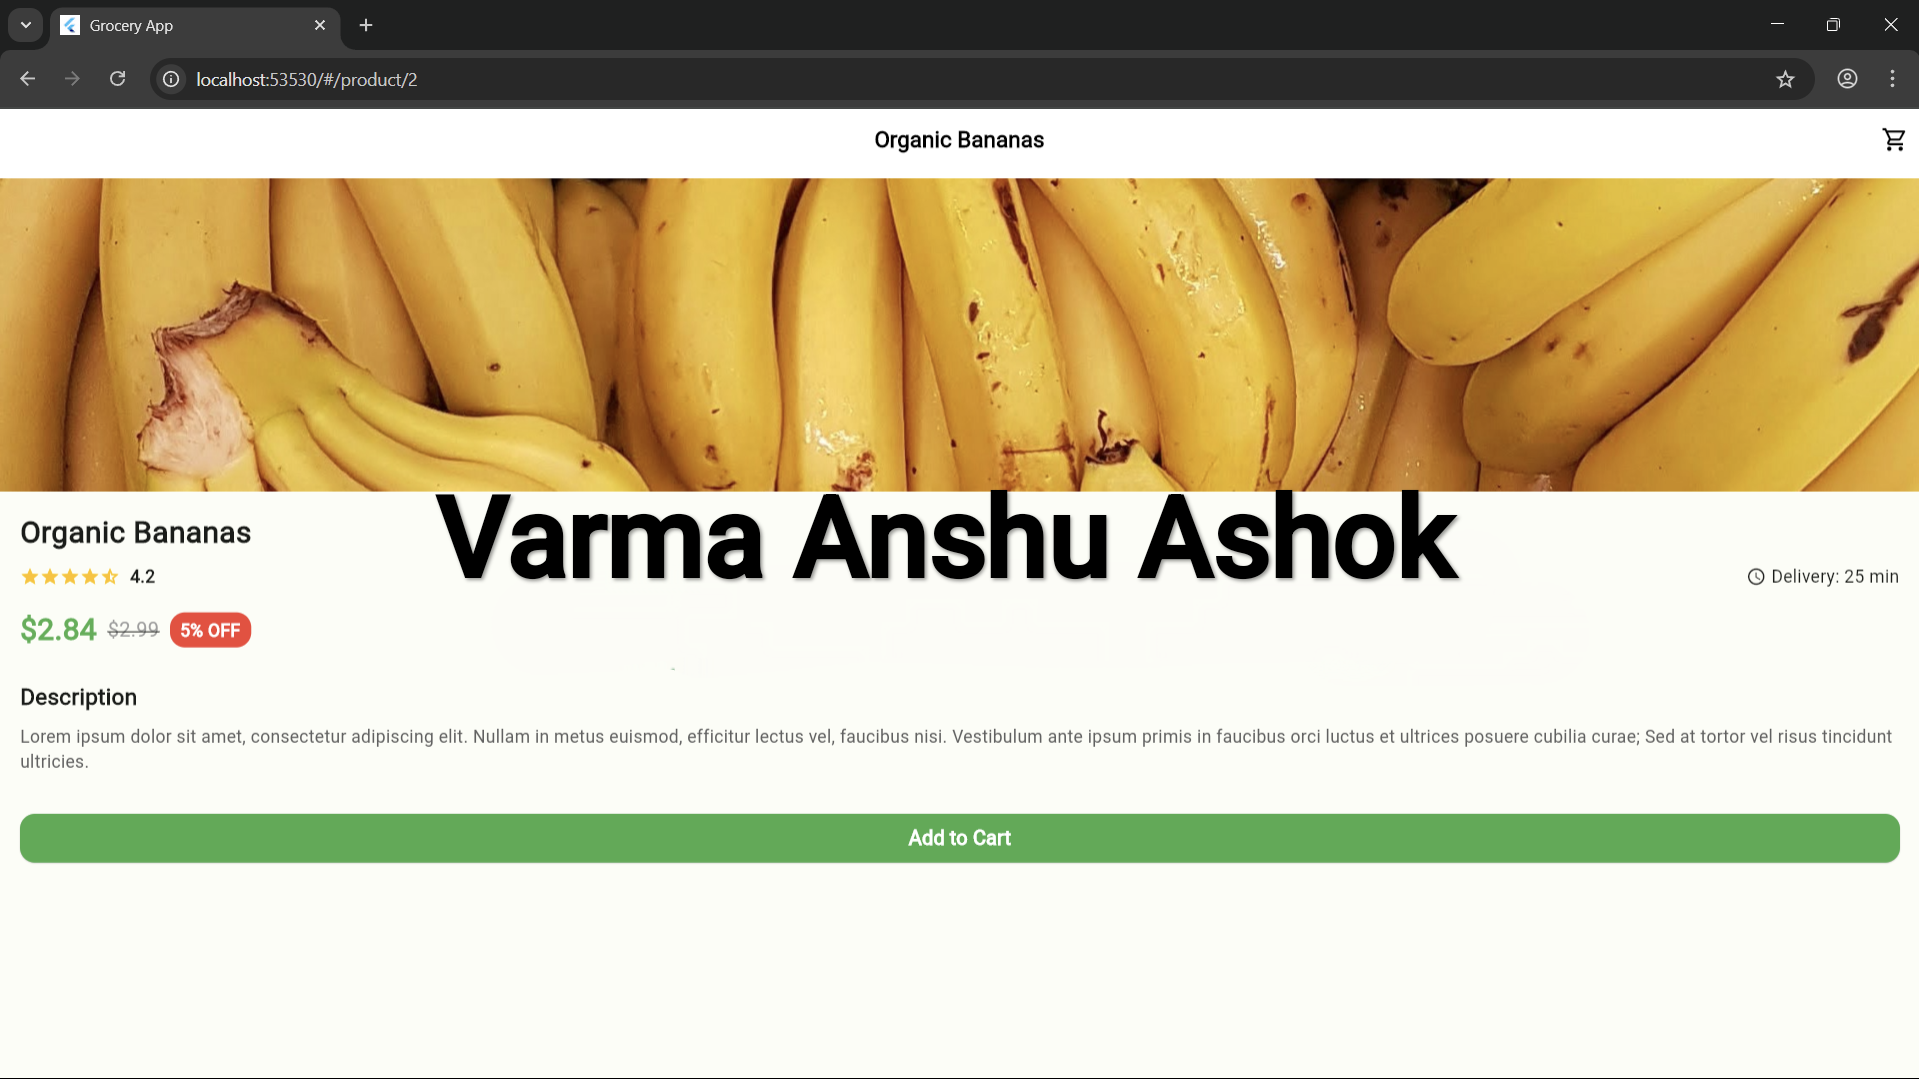 Grocery App
localhost:53530/#/product/2
Organic Bananas
Varma Anshu Ashok
Organic Bananas
4.2
Delivery: 25 min
$2.84 $2.99 5% OFF
Description
Lorem ipsum dolor sit amet, consectetur adipiscing elit. Nullam in metus euismod, efficitur lectus vel, faucibus nisi. Vestibulum ante ipsum primis in faucibus orci luctus et ultrices posuere cubilia curae; Sed at tortor vel risus tincidunt
ultricies.
Add to Cart